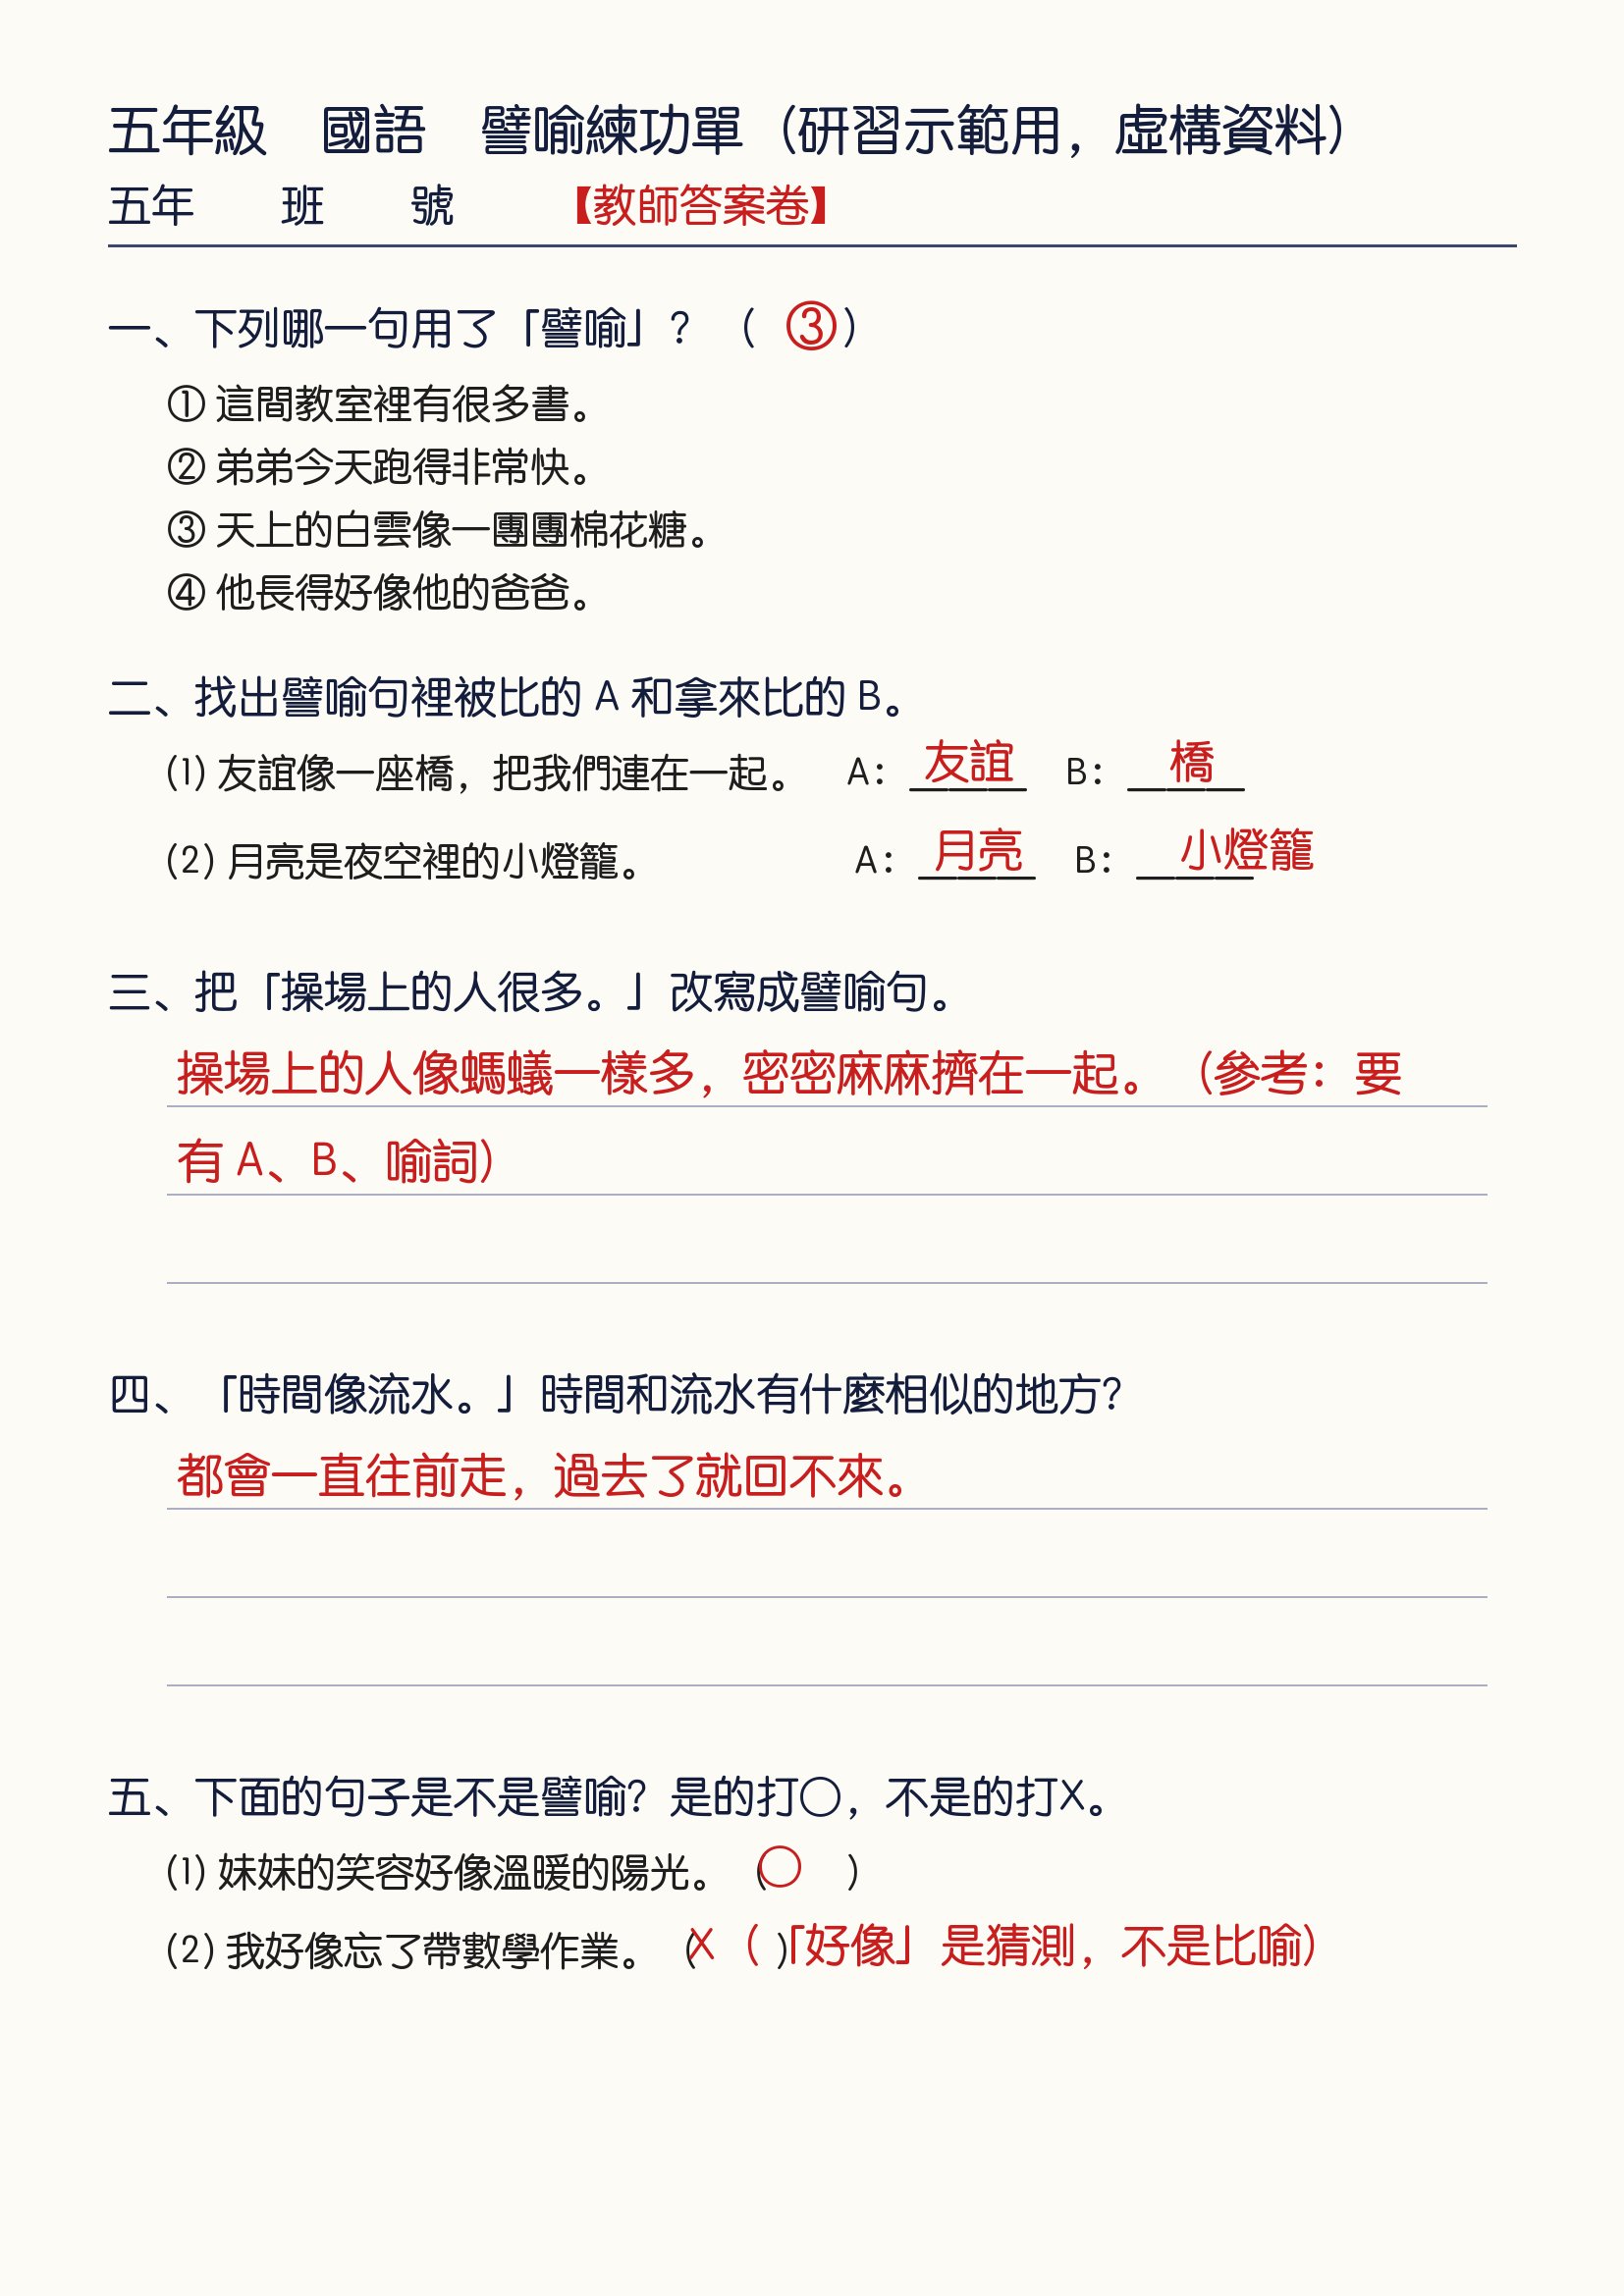 五年級　國語　譬喻練功單（研習示範用，虛構資料）
五年　　班　　號　　【教師答案卷】
一、下列哪一句用了「譬喻」？（ ③ ）
① 這間教室裡有很多書。
② 弟弟今天跑得非常快。
③ 天上的白雲像一團團棉花糖。
④ 他長得好像他的爸爸。
二、找出譬喻句裡被比的 A 和拿來比的 B。
(1) 友誼像一座橋，把我們連在一起。　A：友誼　B：橋
(2) 月亮是夜空裡的小燈籠。　A：月亮　B：小燈籠
三、把「操場上的人很多。」改寫成譬喻句。
操場上的人像螞蟻一樣多，密密麻麻擠在一起。（參考：要
有 A、B、喻詞）
四、「時間像流水。」時間和流水有什麼相似的地方？
都會一直往前走，過去了就回不來。
五、下面的句子是不是譬喻？是的打○，不是的打X。
(1) 妹妹的笑容好像溫暖的陽光。（○　）
(2) 我好像忘了帶數學作業。（X　）（「好像」是猜測，不是比喻）